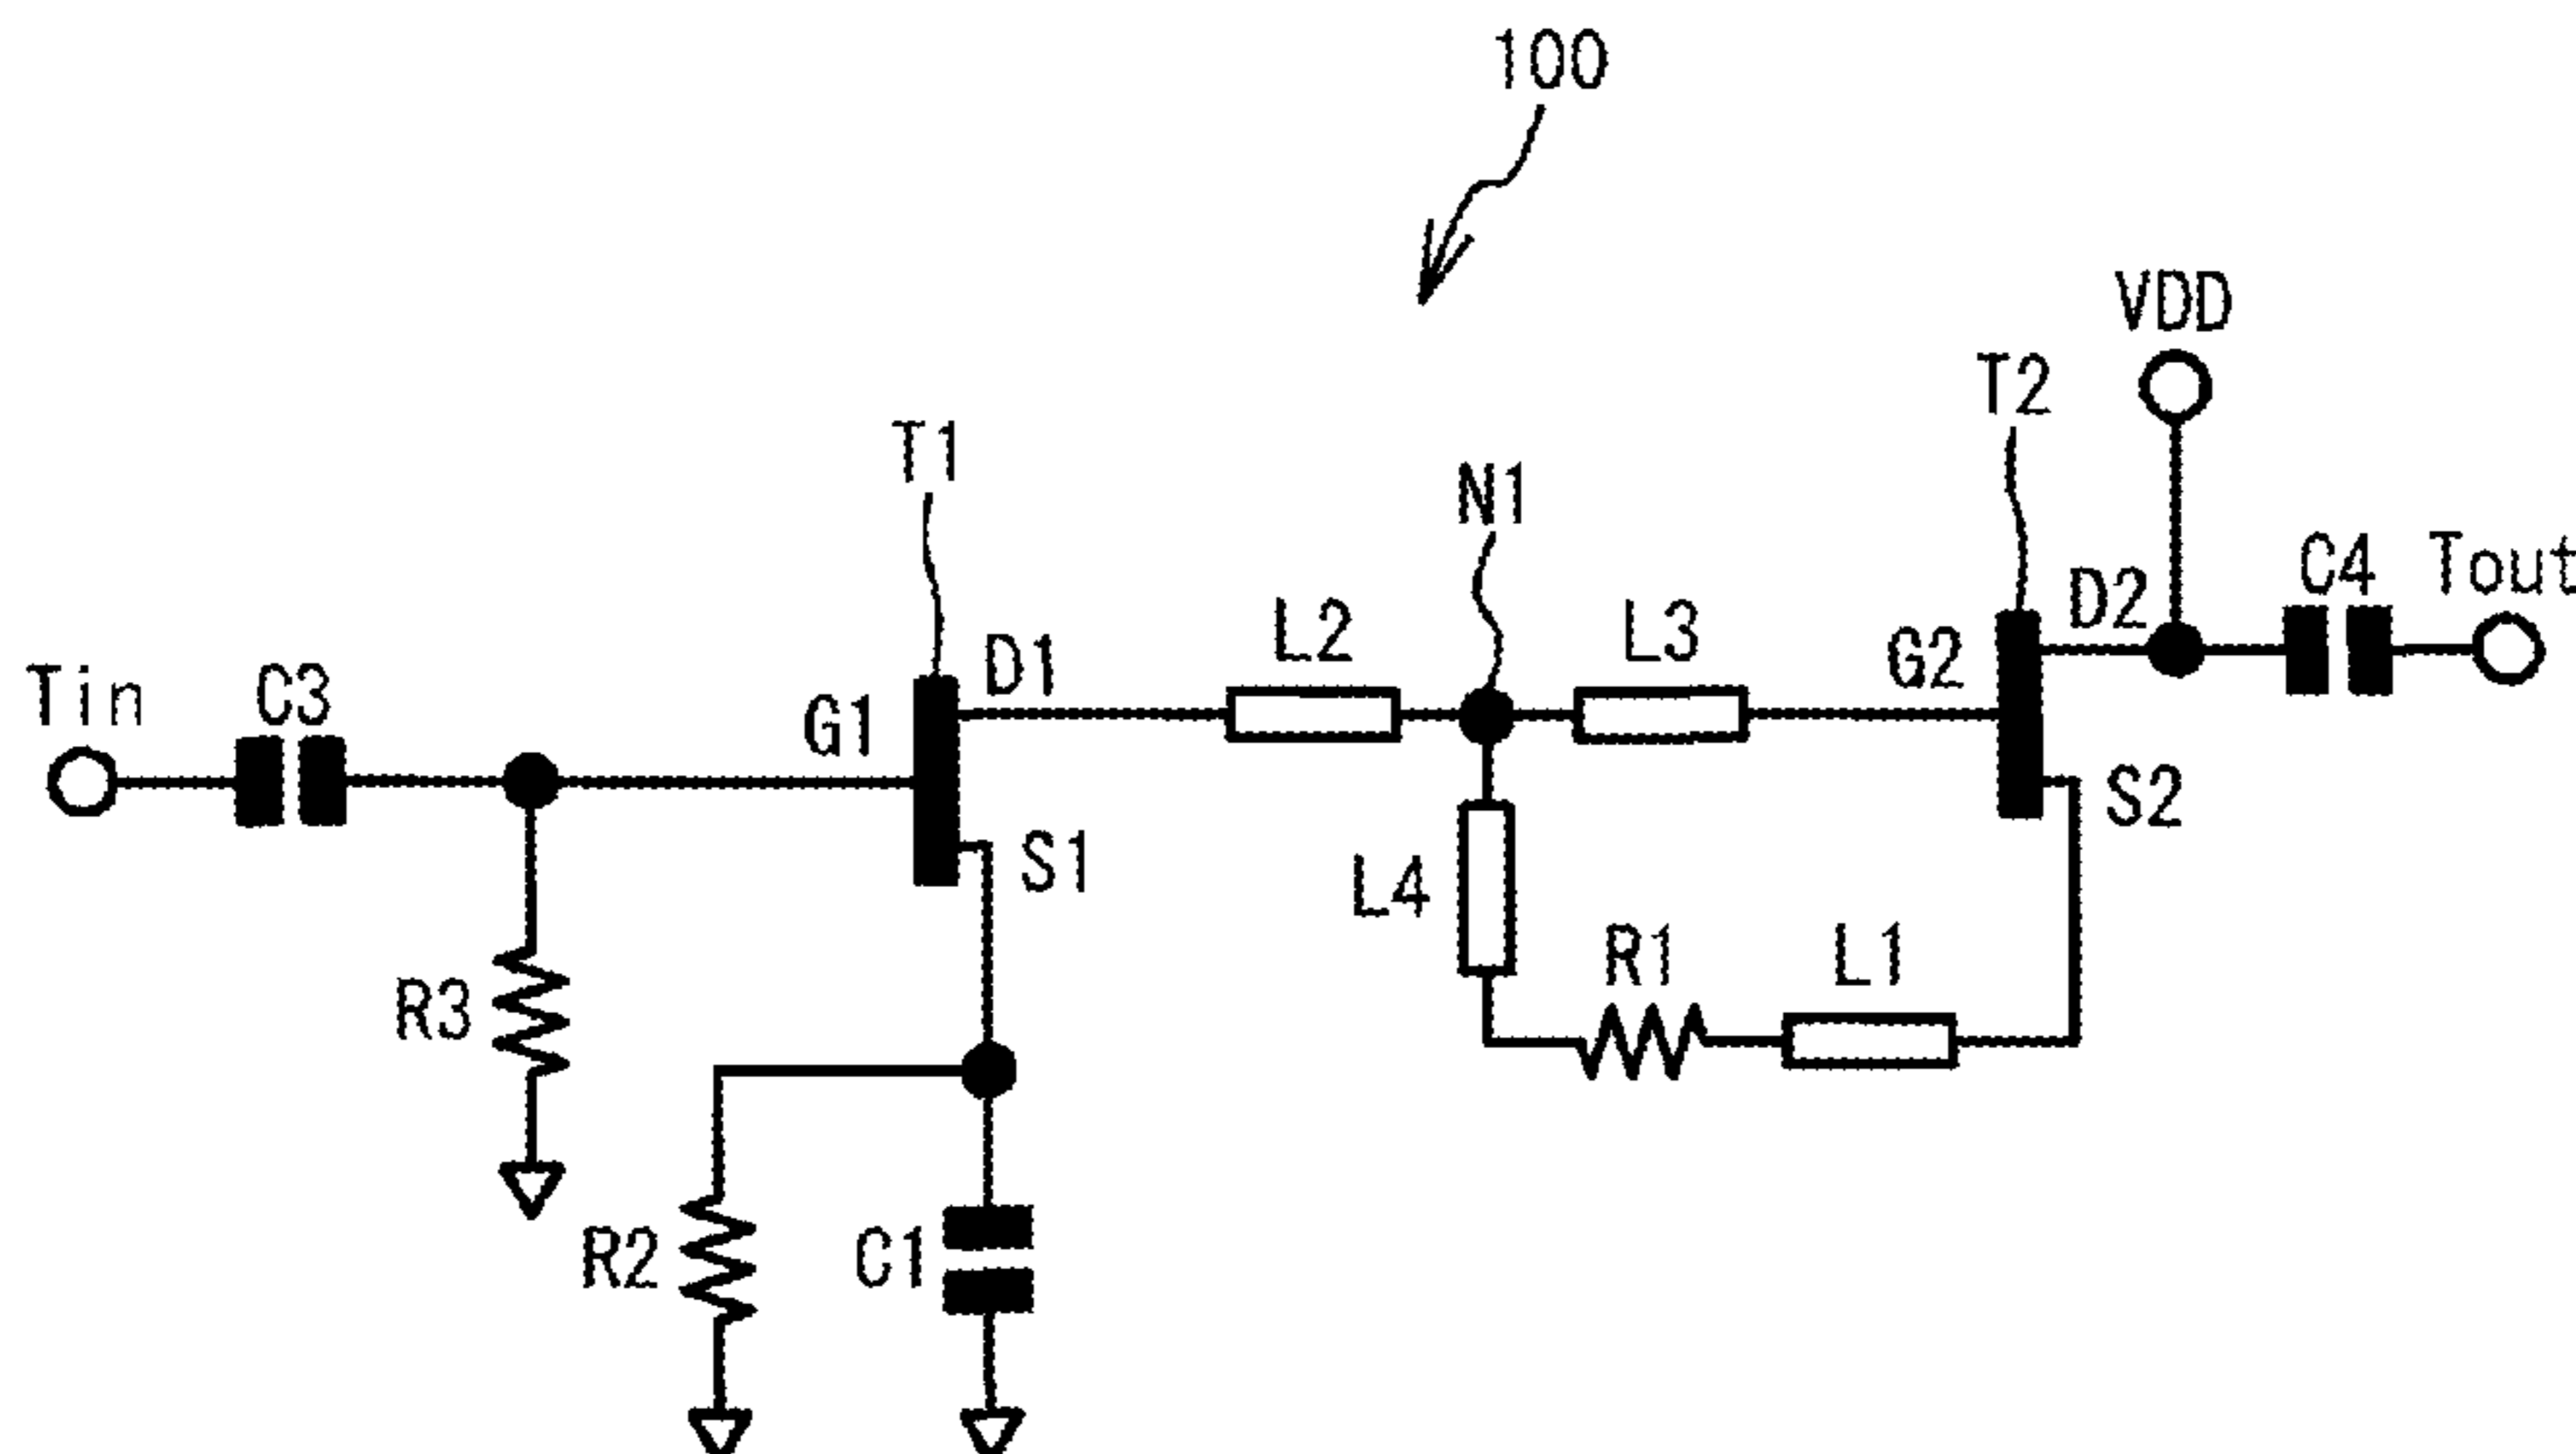 100
VDD
T2
T1
N1
C4
Tout
D2
L2
L3
G2
D1
Tin
C3
G1
S2
S1
L4
R1
L1
R3
R2
C1